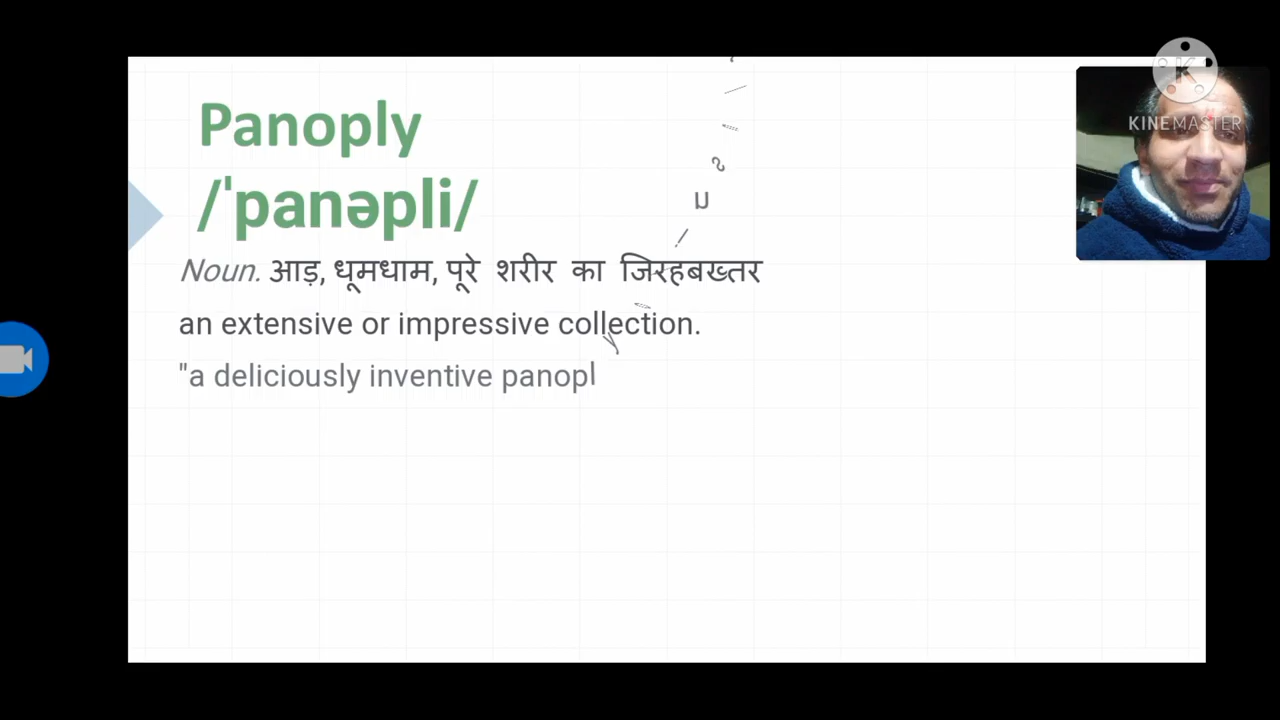 Panoply
/ˈpanəpli/
Noun. आड़, धूमधाम, पूरे शरीर का जिरहबख्तर
an extensive or impressive collection.
"a deliciously inventive panopl
KINEMASTER